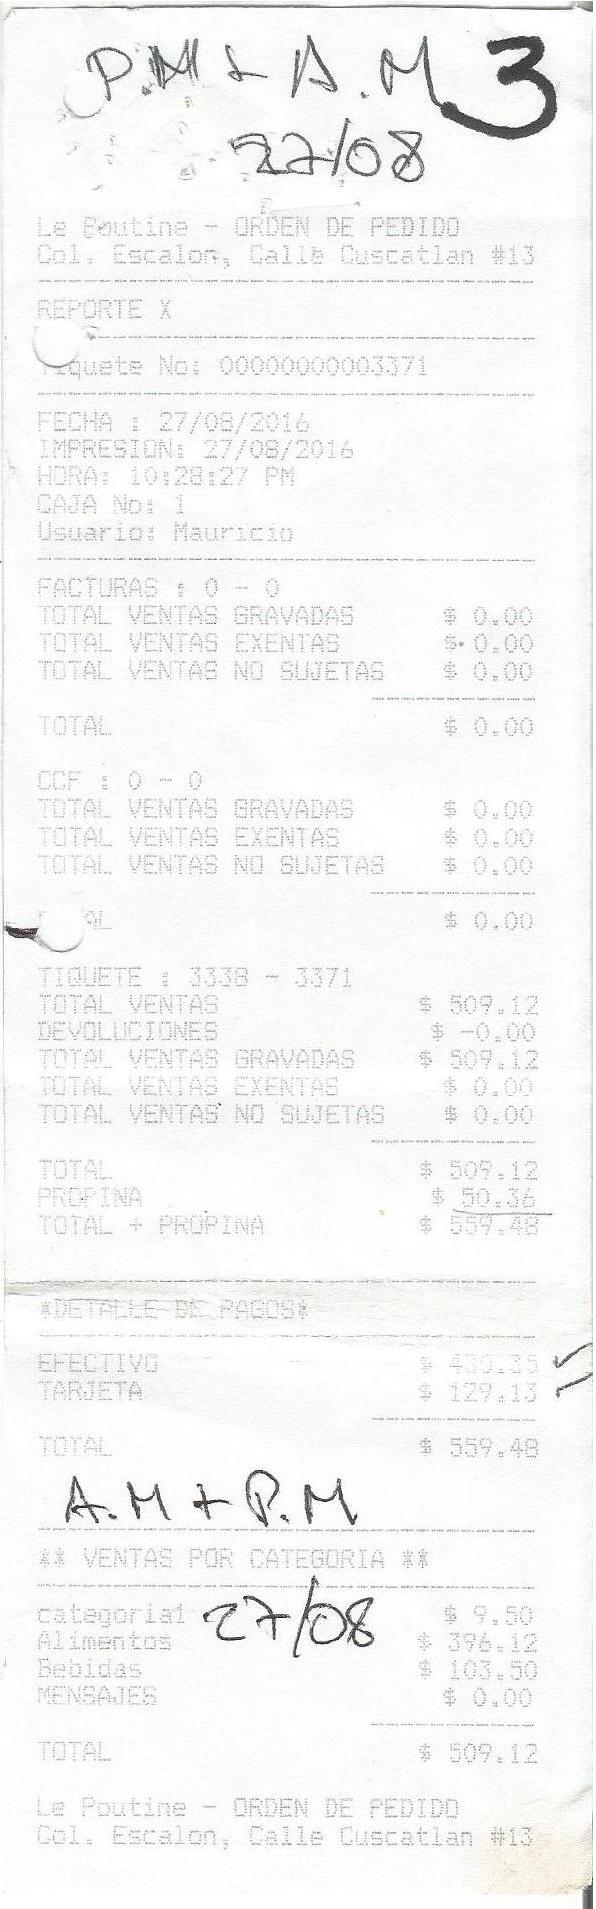 P.M + A.M 3
27/08
Le Poutine - ORDEN DE PEDIDO
Col. Escalon, Calle Cuscatlan #13
REPORTE X
Tiquete No: 00000000003371
FECHA : 27/08/2016
IMPRESION: 27/08/2016
HORA: 10:28:27 PM
CAJA No: 1
Usuario: Mauricio
FACTURAS : 0 - 0
TOTAL VENTAS GRAVADAS $ 0.00
TOTAL VENTAS EXENTAS $ 0.00
TOTAL VENTAS NO SUJETAS $ 0.00
TOTAL $ 0.00
CCF : 0 - 0
TOTAL VENTAS GRAVADAS $ 0.00
TOTAL VENTAS EXENTAS $ 0.00
TOTAL VENTAS NO SUJETAS $ 0.00
TOTAL $ 0.00
TIQUETE : 3338 - 3371
TOTAL VENTAS $ 509.12
DEVOLUCIONES $ -0.00
TOTAL VENTAS GRAVADAS $ 509.12
TOTAL VENTAS EXENTAS $ 0.00
TOTAL VENTAS NO SUJETAS $ 0.00
TOTAL $ 509.12
PROPINA $ 50.36
TOTAL + PROPINA $ 559.48
*DETALLE DE PAGOS*
EFECTIVO $ 430.35
TARJETA $ 129.13
TOTAL $ 559.48
A.M + P.M
** VENTAS POR CATEGORIA **
categoria1 $ 9.50
27/08
Alimentos $ 396.12
Bebidas $ 103.50
MENSAJES $ 0.00
TOTAL $ 509.12
Le Poutine - ORDEN DE PEDIDO
Col. Escalon, Calle Cuscatlan #13